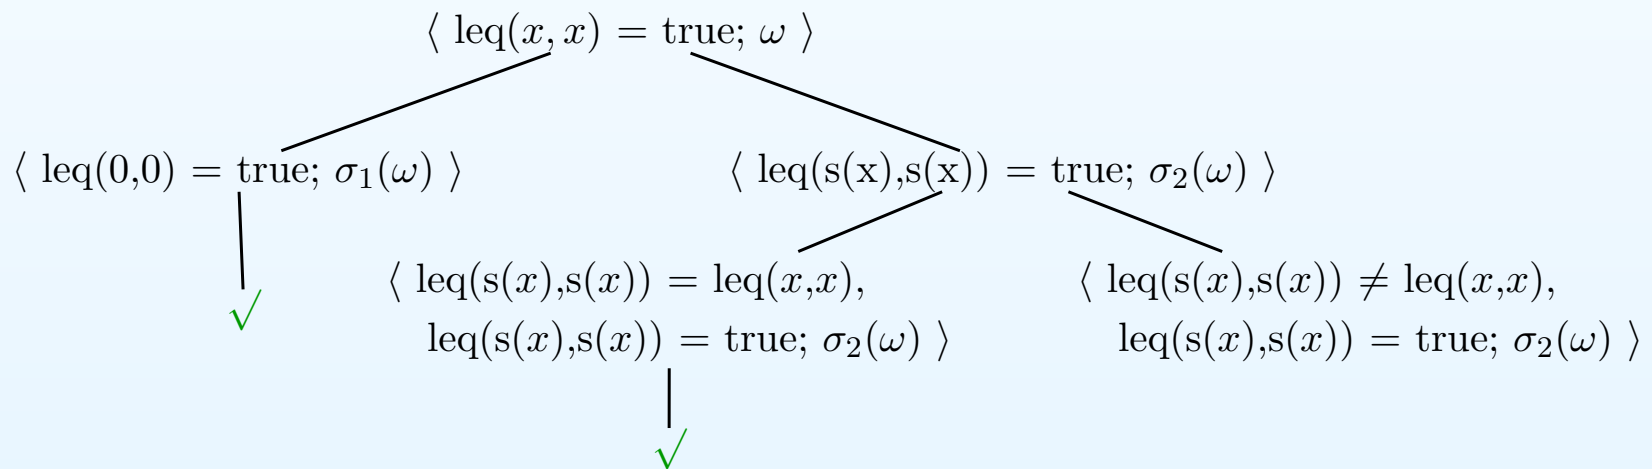 ⟨ leq(x, x) = true; ω ⟩
⟨ leq(0,0) = true; σ₁(ω) ⟩
⟨ leq(s(x),s(x)) = true; σ₂(ω) ⟩
⟨ leq(s(x),s(x)) = leq(x,x),
leq(s(x),s(x)) = true; σ₂(ω) ⟩
⟨ leq(s(x),s(x)) ≠ leq(x,x),
leq(s(x),s(x)) = true; σ₂(ω) ⟩
√
√